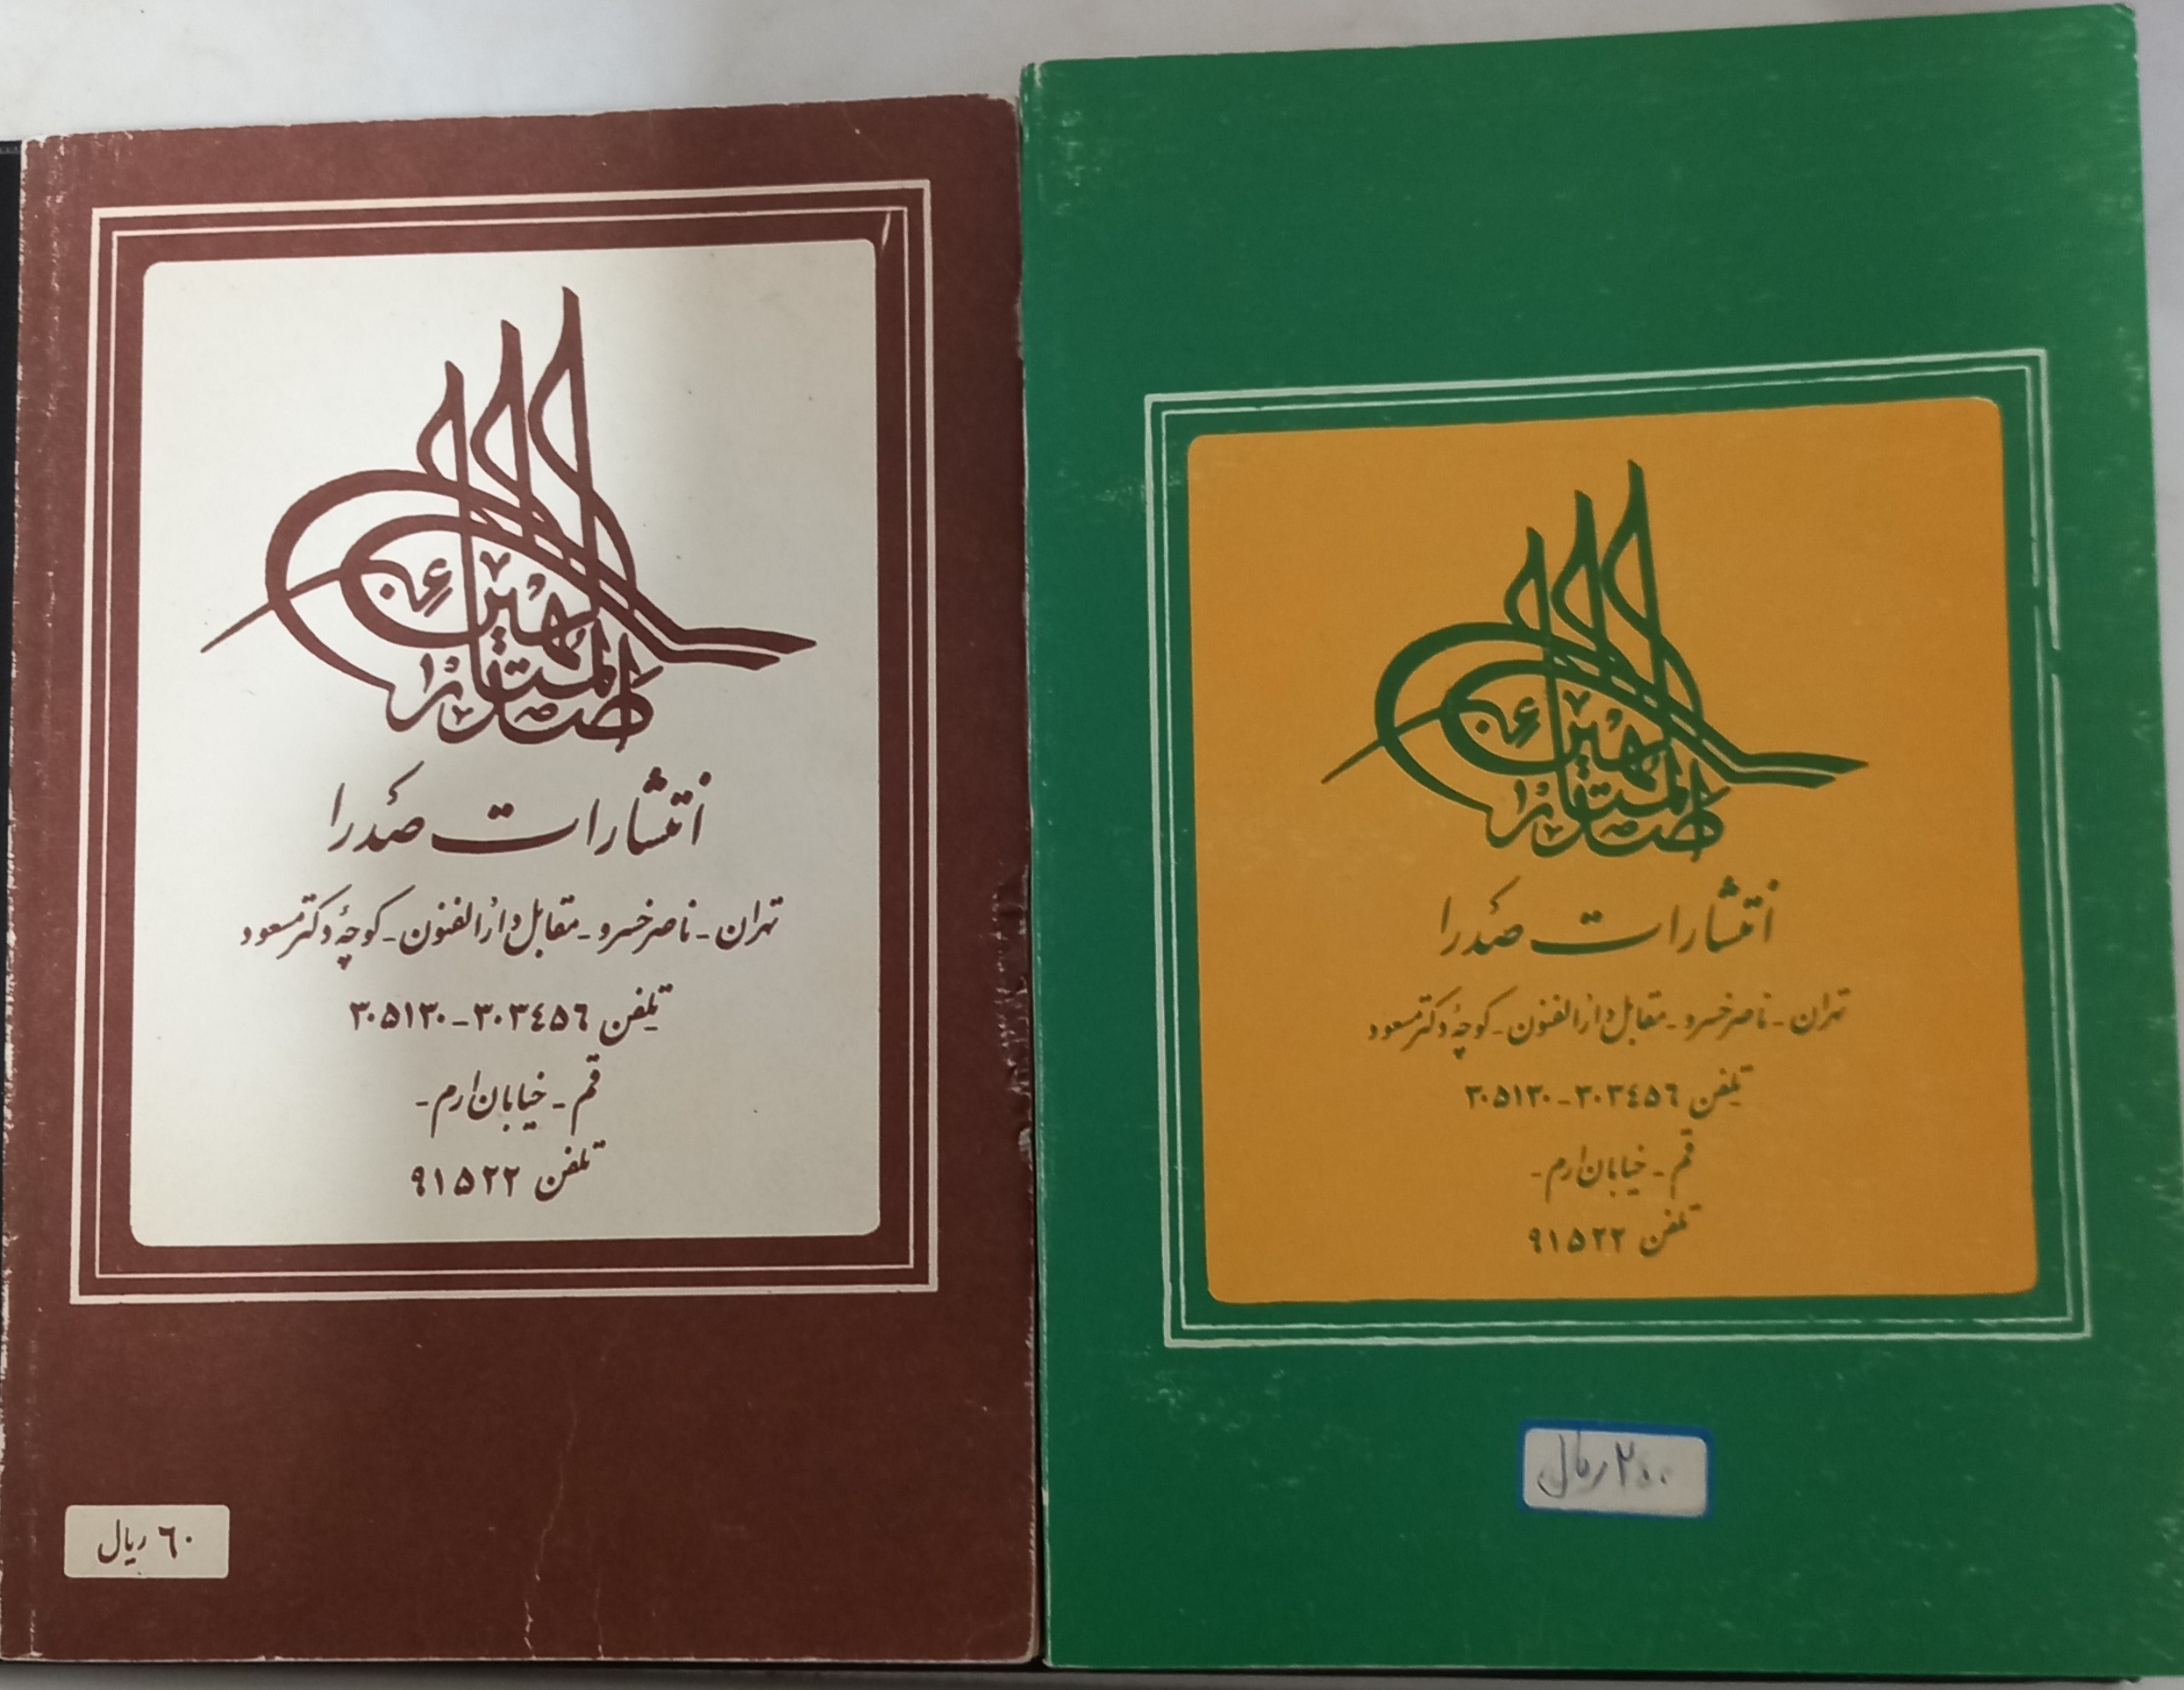 صدرالمتألهین
انتشارات صدرا
تهران - ناصرخسرو - مقابل دارالفنون - کوچهٔ دکتر مسعود
تلفن ۳۰۳۴۵۶ - ۳۰۵۱۳۰
قم - خیابان ارم -
تلفن ۹۱۵۲۲
۶۰ ریال
صدرالمتألهین
انتشارات صدرا
تهران - ناصرخسرو - مقابل دارالفنون - کوچهٔ دکتر مسعود
تلفن ۳۰۳۴۵۶ - ۳۰۵۱۳۰
قم - خیابان ارم -
تلفن ۹۱۵۲۲
۲۰۰ ریال